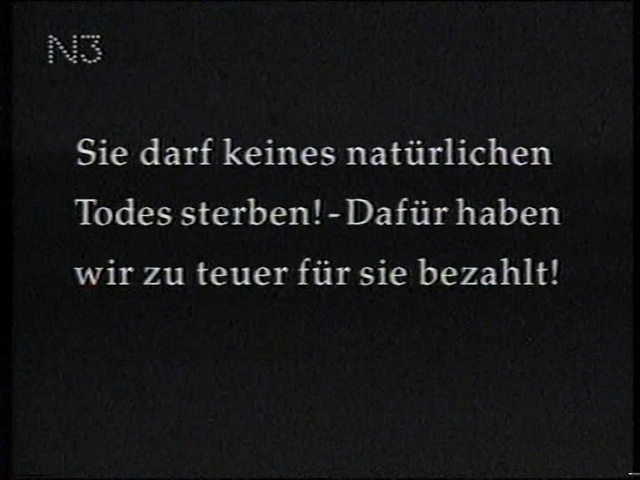 N3
Sie darf keines natürlichen
Todes sterben! - Dafür haben
wir zu teuer für sie bezahlt!